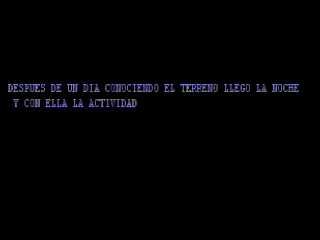 DESPUES DE UN DIA CONOCIENDO EL TERRENO LLEGO LA NOCHE
Y CON ELLA LA ACTIVIDAD